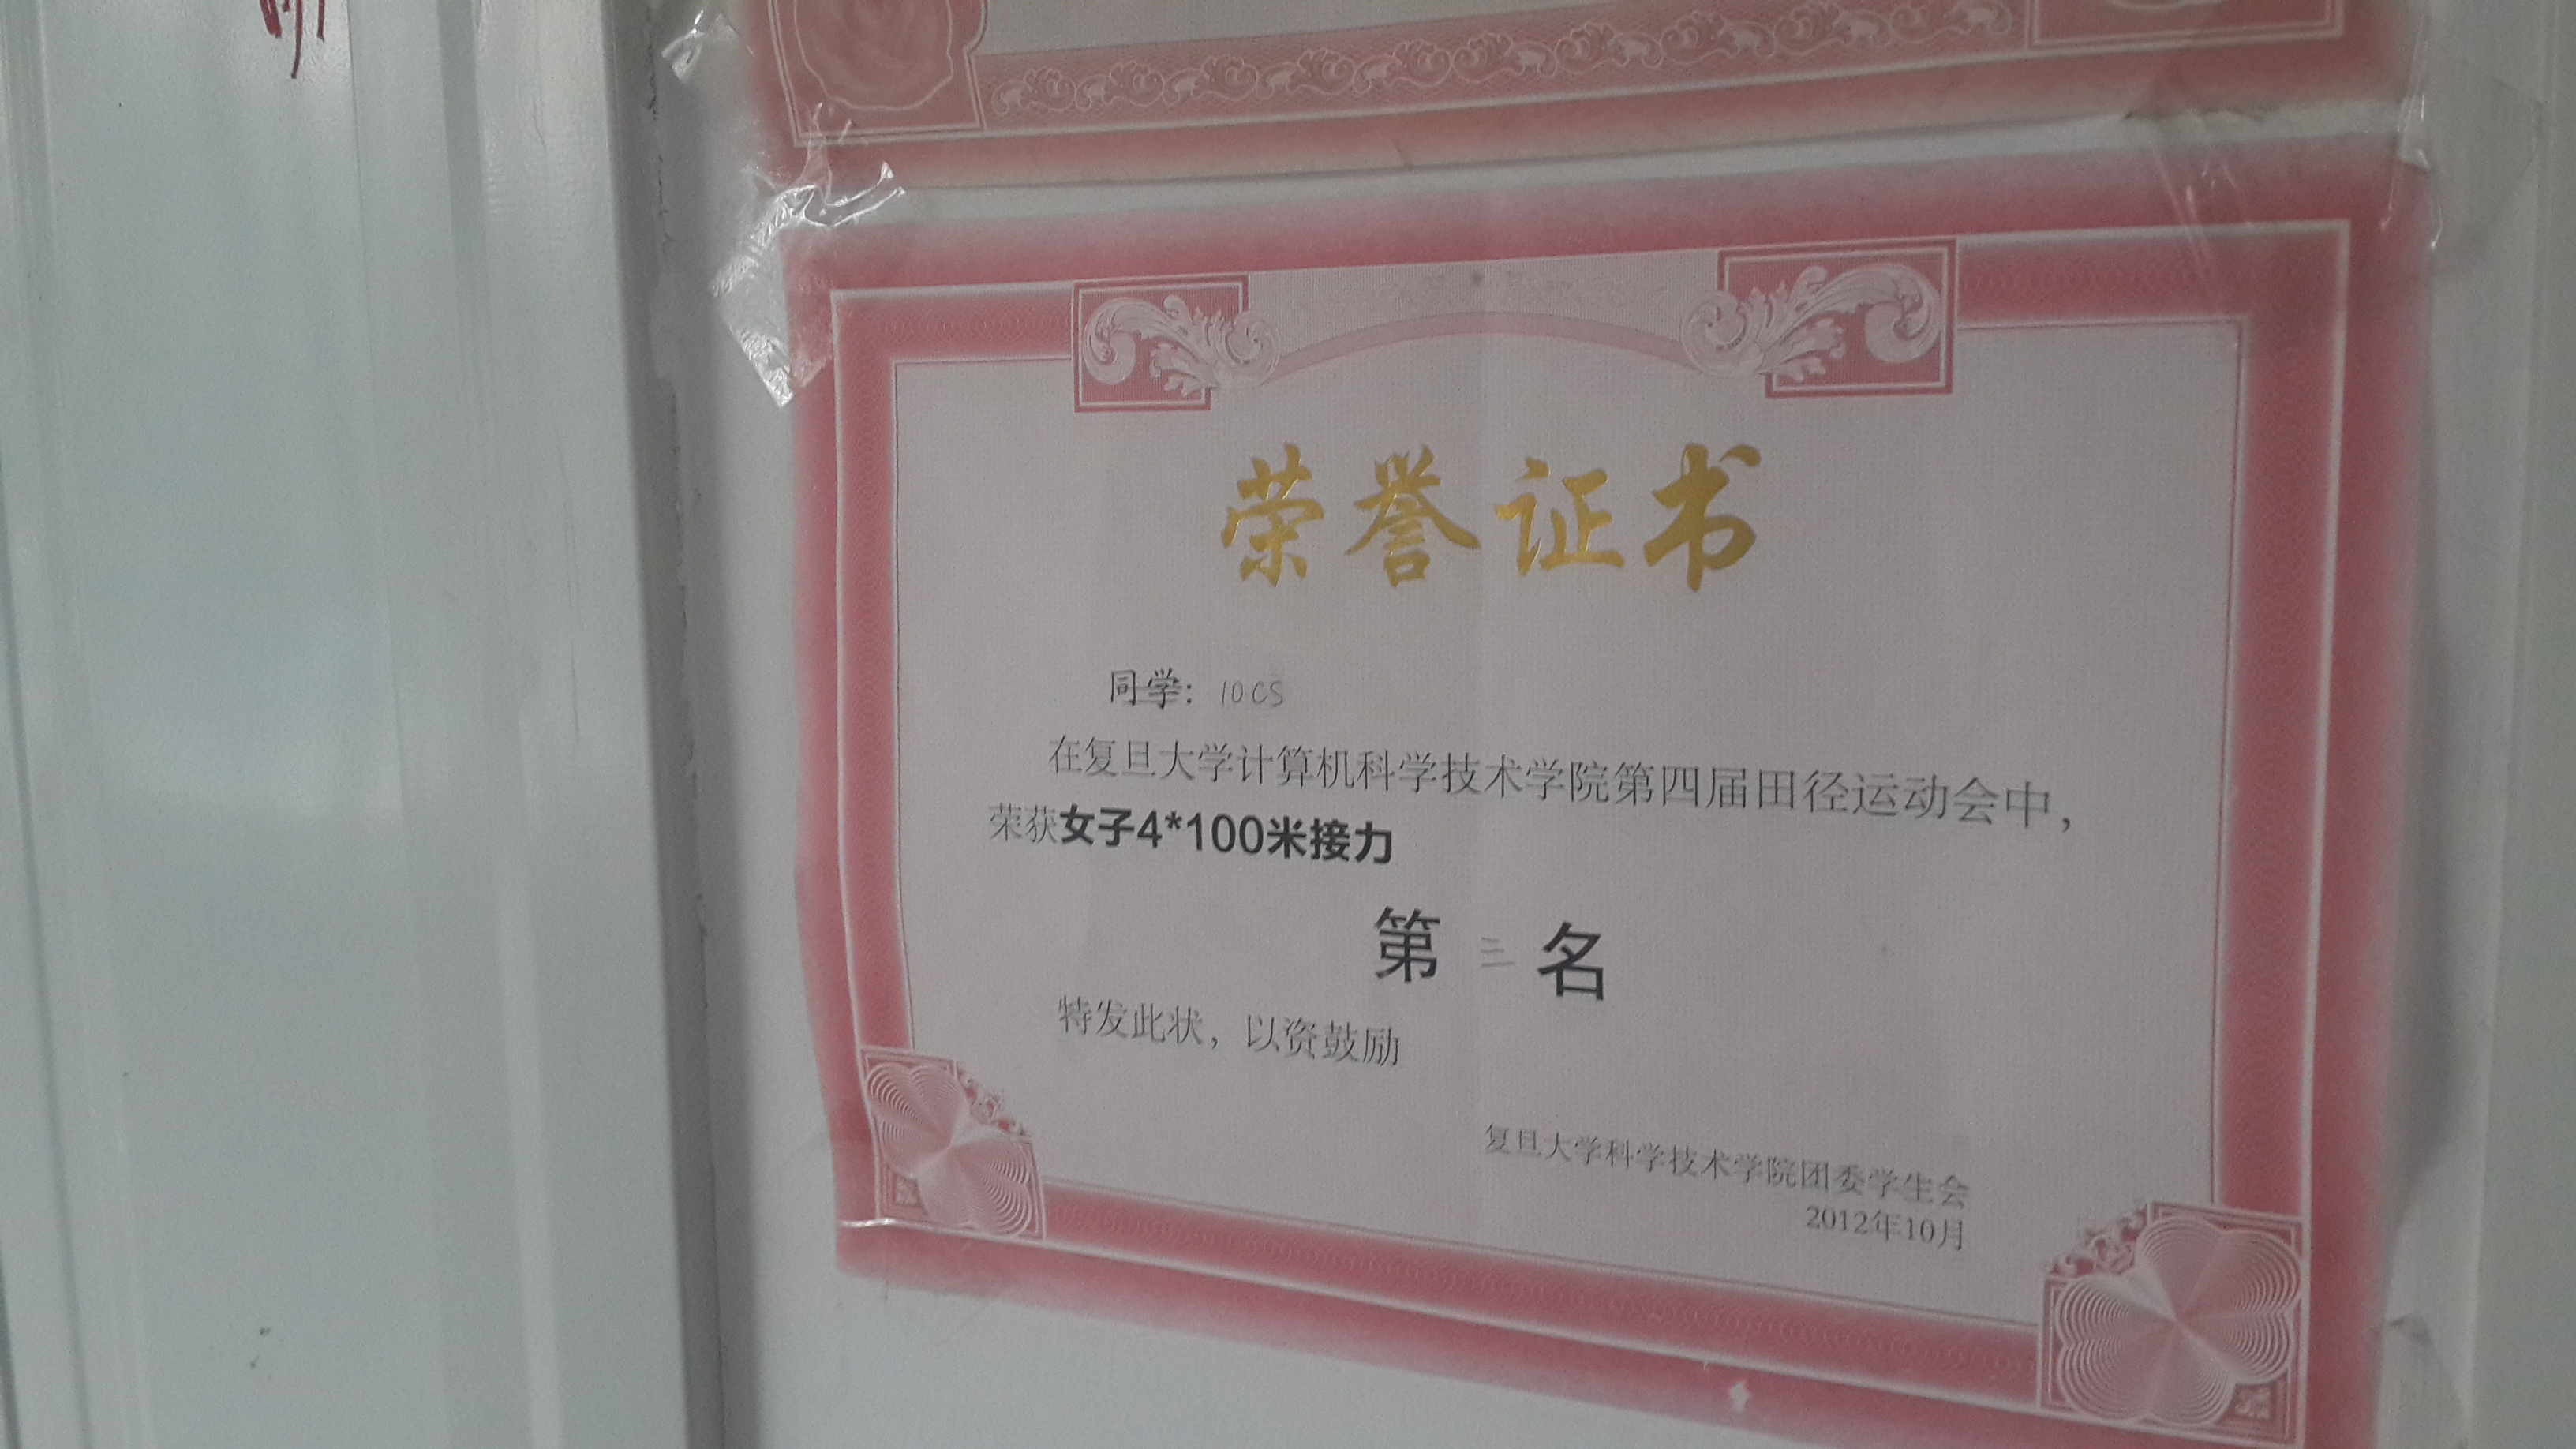 荣誉证书
同学：10CS
在复旦大学计算机科学技术学院第四届田径运动会中，
荣获女子4*100米接力
第三名
特发此状，以资鼓励
复旦大学科学技术学院团委学生会
2012年10月